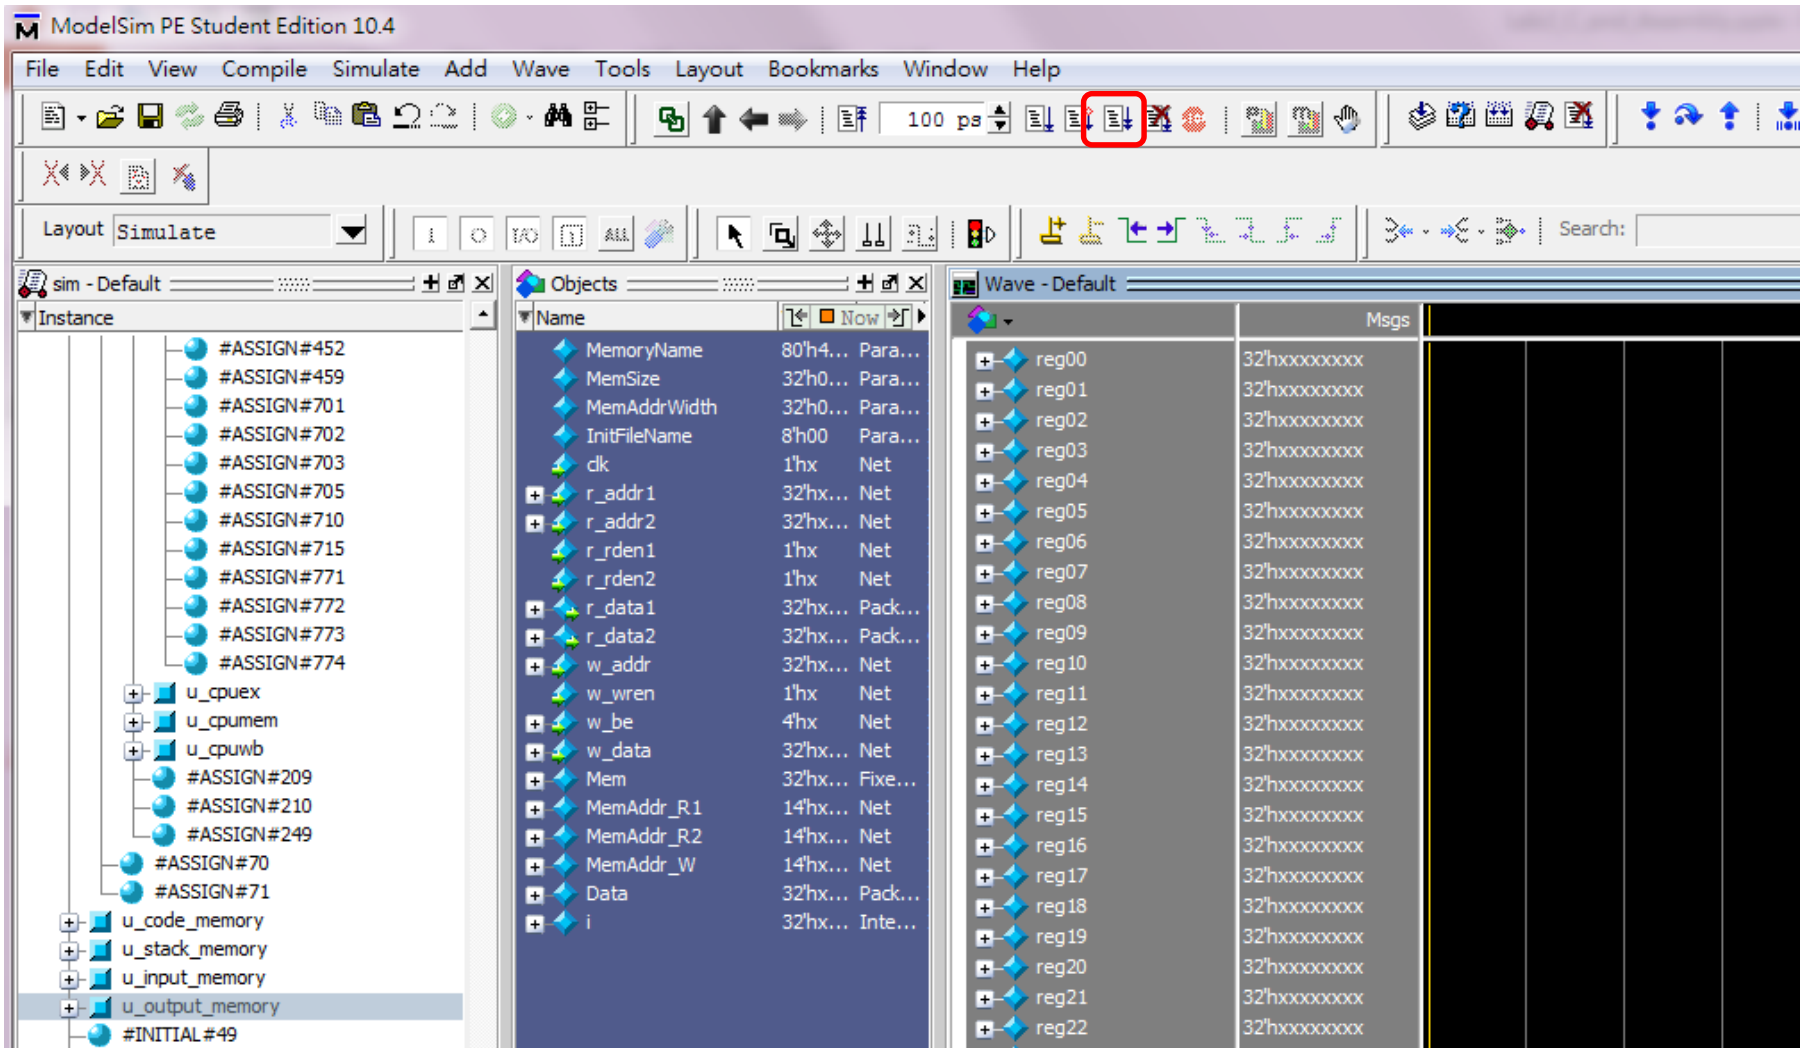 ModelSim PE Student Edition 10.4
File Edit View Compile Simulate Add Wave Tools Layout Bookmarks Window Help
100 ps
Layout Simulate
Search:
sim - Default
Instance
#ASSIGN#452
#ASSIGN#459
#ASSIGN#701
#ASSIGN#702
#ASSIGN#703
#ASSIGN#705
#ASSIGN#710
#ASSIGN#715
#ASSIGN#771
#ASSIGN#772
#ASSIGN#773
#ASSIGN#774
u_cpuex
u_cpumem
u_cpuwb
#ASSIGN#209
#ASSIGN#210
#ASSIGN#249
#ASSIGN#70
#ASSIGN#71
u_code_memory
u_stack_memory
u_input_memory
u_output_memory
#INITIAL#49
Objects
Name Now
MemoryName 80'h4... Para...
MemSize 32'h0... Para...
MemAddrWidth 32'h0... Para...
InitFileName 8'h00 Para...
clk 1'hx Net
r_addr1 32'hx... Net
r_addr2 32'hx... Net
r_rden1 1'hx Net
r_rden2 1'hx Net
r_data1 32'hx... Pack...
r_data2 32'hx... Pack...
w_addr 32'hx... Net
w_wren 1'hx Net
w_be 4'hx Net
w_data 32'hx... Net
Mem 32'hx... Fixe...
MemAddr_R1 14'hx... Net
MemAddr_R2 14'hx... Net
MemAddr_W 14'hx... Net
Data 32'hx... Pack...
i 32'hx... Inte...
Wave - Default
Msgs
reg00 32'hxxxxxxxx
reg01 32'hxxxxxxxx
reg02 32'hxxxxxxxx
reg03 32'hxxxxxxxx
reg04 32'hxxxxxxxx
reg05 32'hxxxxxxxx
reg06 32'hxxxxxxxx
reg07 32'hxxxxxxxx
reg08 32'hxxxxxxxx
reg09 32'hxxxxxxxx
reg10 32'hxxxxxxxx
reg11 32'hxxxxxxxx
reg12 32'hxxxxxxxx
reg13 32'hxxxxxxxx
reg14 32'hxxxxxxxx
reg15 32'hxxxxxxxx
reg16 32'hxxxxxxxx
reg17 32'hxxxxxxxx
reg18 32'hxxxxxxxx
reg19 32'hxxxxxxxx
reg20 32'hxxxxxxxx
reg21 32'hxxxxxxxx
reg22 32'hxxxxxxxx